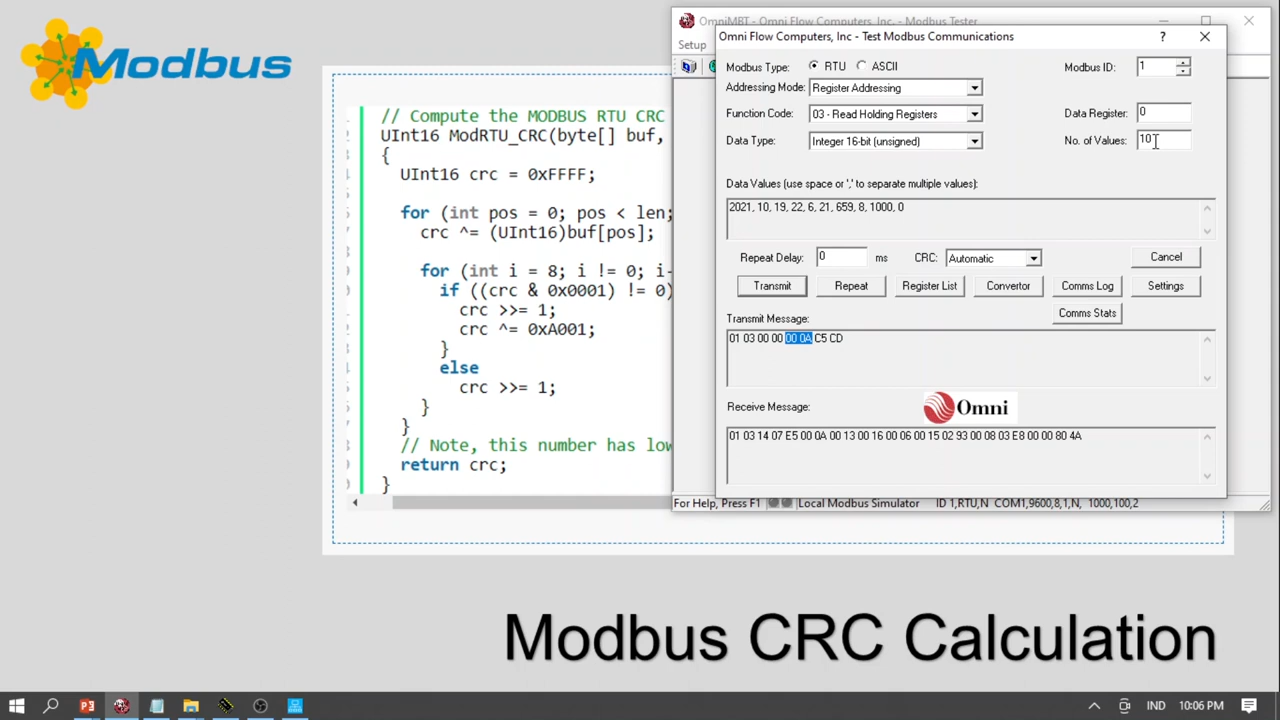 Modbus
// Compute the MODBUS RTU CRC
UInt16 ModRTU_CRC(byte[] buf,
{
UInt16 crc = 0xFFFF;
for (int pos = 0; pos < len;
crc ^= (UInt16)buf[pos];
for (int i = 8; i != 0; i-
if ((crc & 0x0001) != 0)
crc >>= 1;
crc ^= 0xA001;
}
else
crc >>= 1;
}
}
// Note, this number has low
return crc;
}
OmniMBT - Omni Flow Computers, Inc. - Modbus Tester
Setup
Omni Flow Computers, Inc - Test Modbus Communications
Modbus Type: RTU ASCII Modbus ID: 1
Addressing Mode: Register Addressing
Function Code: 03 - Read Holding Registers Data Register: 0
Data Type: Integer 16-bit (unsigned) No. of Values: 10
Data Values (use space or ',' to separate multiple values):
2021, 10, 19, 22, 6, 21, 659, 8, 1000, 0
Repeat Delay: 0 ms CRC: Automatic Cancel
Transmit Repeat Register List Convertor Comms Log Settings
Transmit Message: Comms Stats
01 03 00 00 00 0A C5 CD
Receive Message: Omni
01 03 14 07 E5 00 0A 00 13 00 16 00 06 00 15 02 93 00 08 03 E8 00 00 80 4A
For Help, Press F1 Local Modbus Simulator ID 1,RTU,N COM1,9600,8,1,N, 1000,100,2
Modbus CRC Calculation
IND 10:06 PM